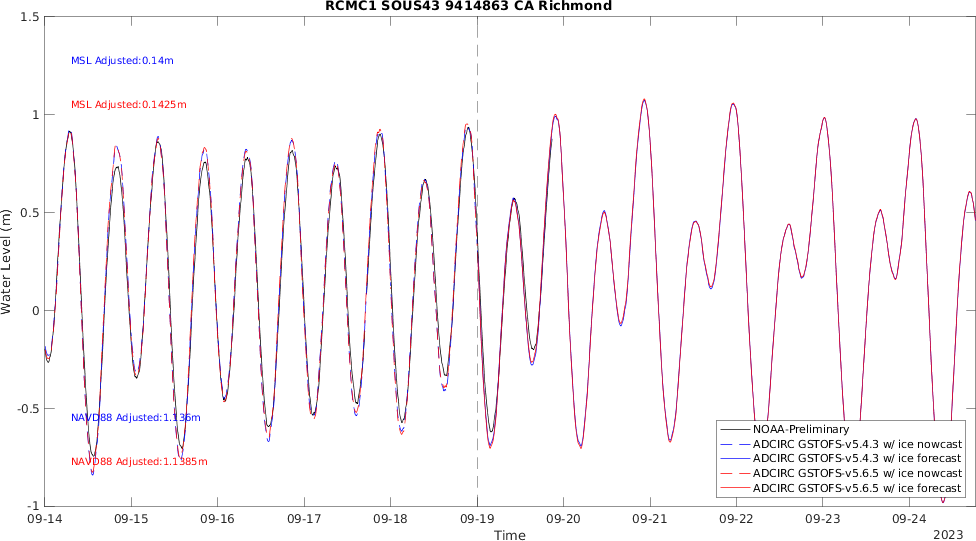 RCMC1 SOUS43 9414863 CA Richmond
1.5
MSL Adjusted:0.14m
MSL Adjusted:0.1425m
1
0.5
Water Level (m)
0
-0.5
NAVD88 Adjusted:1.136m
NAVD88 Adjusted:1.1385m
-1
NOAA-Preliminary
ADCIRC GSTOFS-v5.4.3 w/ ice nowcast
ADCIRC GSTOFS-v5.4.3 w/ ice forecast
ADCIRC GSTOFS-v5.6.5 w/ ice nowcast
ADCIRC GSTOFS-v5.6.5 w/ ice forecast
09-14 09-15 09-16 09-17 09-18 09-19 09-20 09-21 09-22 09-23 09-24
Time
2023